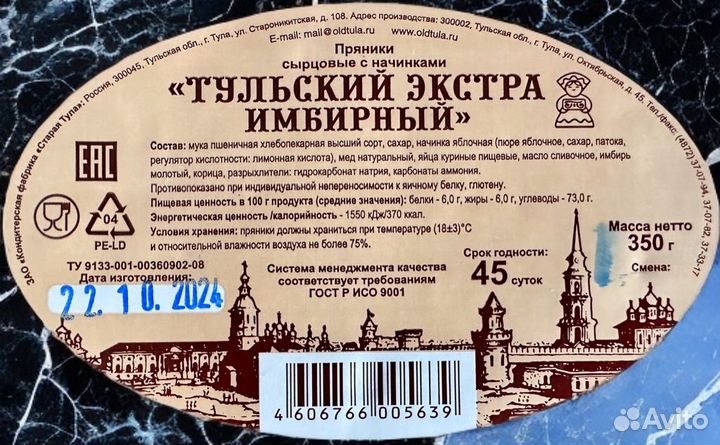 ЗАО «Кондитерская фабрика «Старая Тула»; Россия, 300045, Тульская обл., г. Тула, ул. Староникитская, д. 108. Адрес производства: 300002, Тульская обл., г. Тула, ул. Октябрьская, д. 45, Тел./факс: (4872) 37-07-94, 37-07-82, 37-33-17
E-mail: mail@oldtula.ru • www.oldtula.ru
Пряники
сырцовые с начинками
«ТУЛЬСКИЙ ЭКСТРА
ИМБИРНЫЙ»
Состав: мука пшеничная хлебопекарная высший сорт, сахар, начинка яблочная (пюре яблочное, сахар, патока,
регулятор кислотности: лимонная кислота), мед натуральный, яйца куриные пищевые, масло сливочное, имбирь
молотый, корица, разрыхлители: гидрокарбонат натрия, карбонаты аммония.
Противопоказано при индивидуальной непереносимости к яичному белку, глютену.
Пищевая ценность в 100 г продукта (средние значения): белки - 6,0 г, жиры - 6,0 г, углеводы - 73,0 г.
Энергетическая ценность /калорийность - 1550 кДж/370 ккал.
Условия хранения: пряники должны храниться при температуре (18±3)°С
и относительной влажности воздуха не более 75%.
EAC
04
PE-LD
Масса нетто
350 г
Смена:
ТУ 9133-001-00360902-08
Дата изготовления:
22.10.2024
Система менеджмента качества
соответствует требованиям
ГОСТ Р ИСО 9001
Срок годности:
45 суток
4 606766 005639
Avito